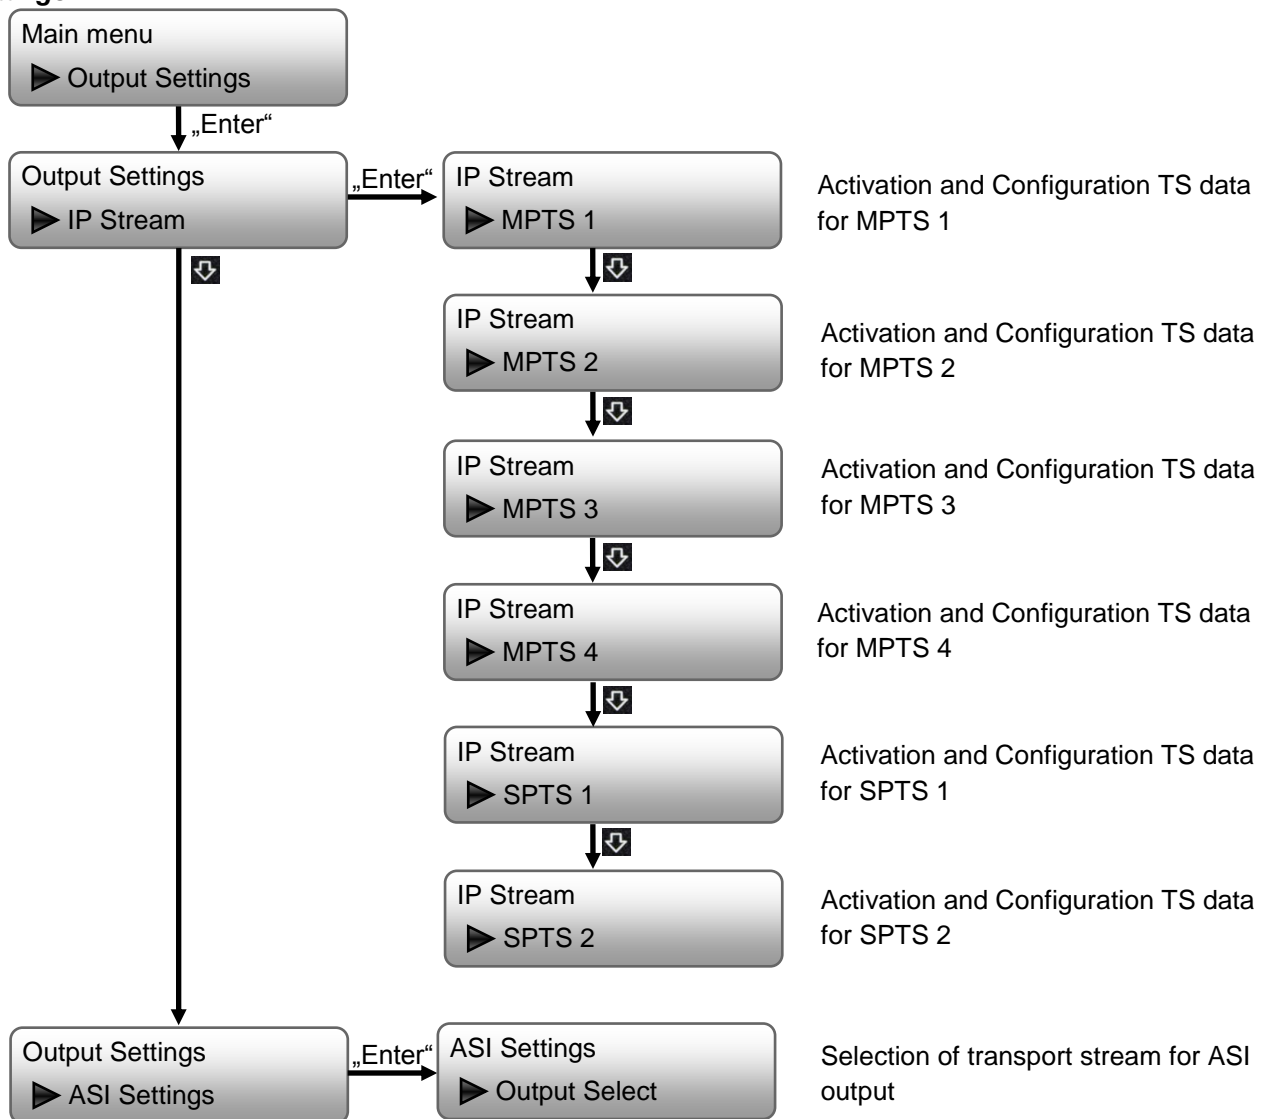 Main menu
Output Settings
„Enter“
Output Settings
IP Stream
„Enter“
IP Stream
MPTS 1
Activation and Configuration TS data
for MPTS 1
IP Stream
MPTS 2
Activation and Configuration TS data
for MPTS 2
IP Stream
MPTS 3
Activation and Configuration TS data
for MPTS 3
IP Stream
MPTS 4
Activation and Configuration TS data
for MPTS 4
IP Stream
SPTS 1
Activation and Configuration TS data
for SPTS 1
IP Stream
SPTS 2
Activation and Configuration TS data
for SPTS 2
Output Settings
ASI Settings
„Enter“
ASI Settings
Output Select
Selection of transport stream for ASI
output